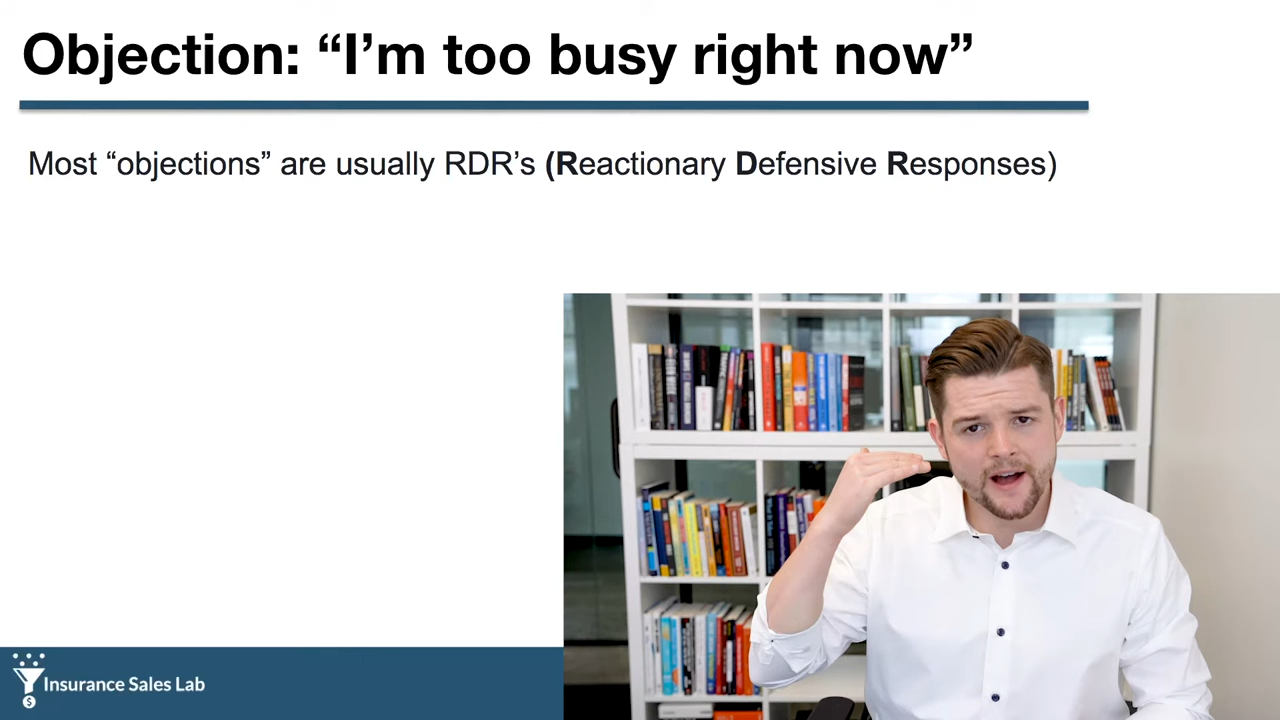 Objection: “I’m too busy right now”
Most “objections” are usually RDR’s (Reactionary Defensive Responses)
Insurance Sales Lab